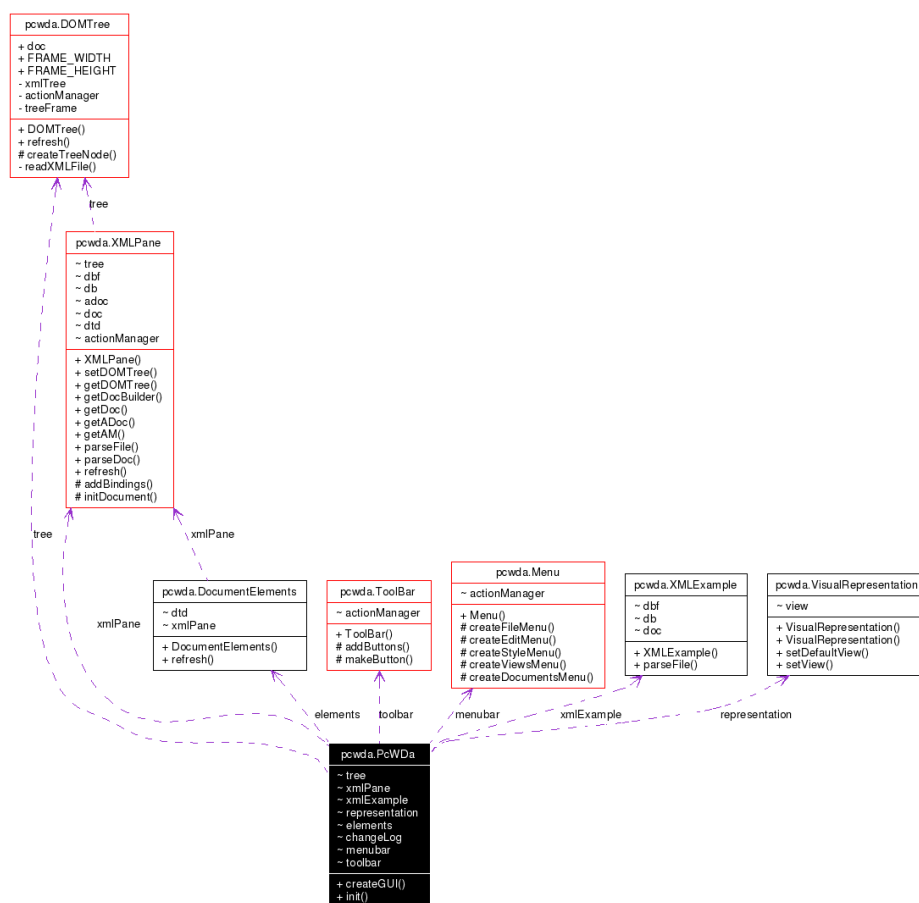 pcwda.DOMTree
+ doc
+ FRAME_WIDTH
+ FRAME_HEIGHT
- xmlTree
- actionManager
- treeFrame
+ DOMTree()
+ refresh()
# createTreeNode()
- readXMLFile()
tree
pcwda.XMLPane
~ tree
~ dbf
~ db
~ adoc
~ doc
~ dtd
~ actionManager
+ XMLPane()
+ setDOMTree()
+ getDOMTree()
+ getDocBuilder()
+ getDoc()
+ getADoc()
+ getAM()
+ parseFile()
+ parseDoc()
+ refresh()
# addBindings()
# initDocument()
tree
xmlPane
xmlPane
pcwda.DocumentElements
~ dtd
~ xmlPane
+ DocumentElements()
+ refresh()
pcwda.ToolBar
~ actionManager
+ ToolBar()
# addButtons()
# makeButton()
pcwda.Menu
~ actionManager
+ Menu()
# createFileMenu()
# createEditMenu()
# createStyleMenu()
# createViewsMenu()
# createDocumentsMenu()
pcwda.XMLExample
~ dbf
~ db
~ doc
+ XMLExample()
+ parseFile()
pcwda.VisualRepresentation
~ view
+ VisualRepresentation()
+ VisualRepresentation()
+ setDefaultView()
+ setView()
elements
toolbar
menubar
xmlExample
representation
pcwda.PcWDa
~ tree
~ xmlPane
~ xmlExample
~ representation
~ elements
~ changeLog
~ menubar
~ toolbar
+ createGUI()
+ init()